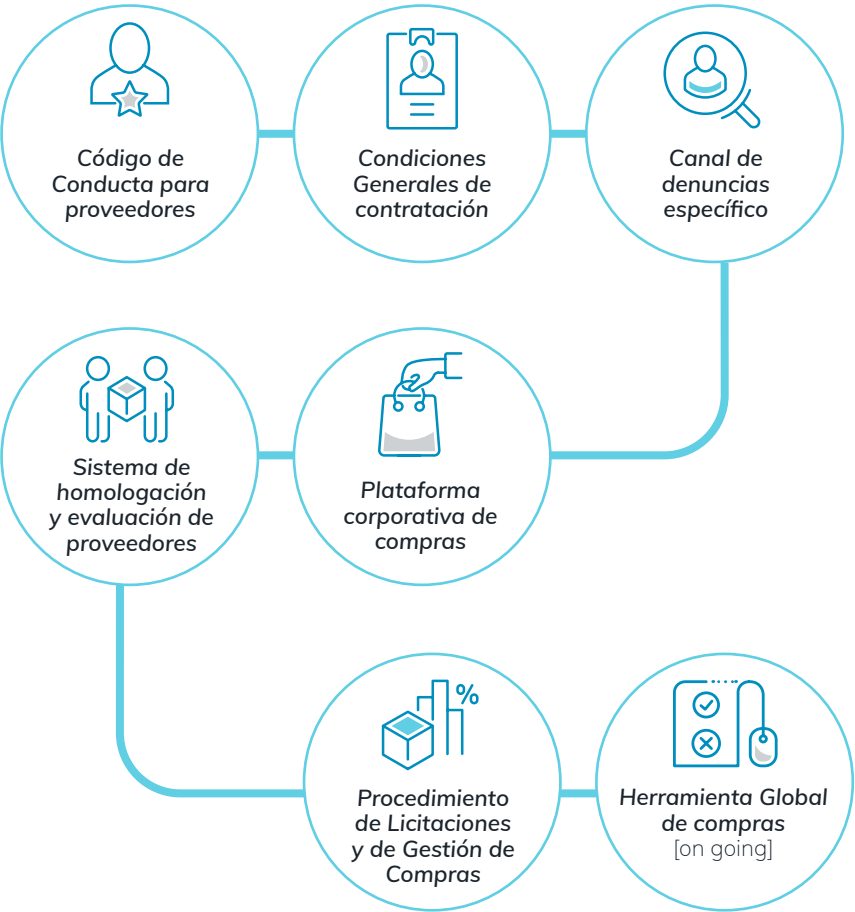 Código de
Conducta para
proveedores
Condiciones
Generales de
contratación
Canal de
denuncias
específico
Sistema de
homologación
y evaluación de
proveedores
Plataforma
corporativa de
compras
%
Procedimiento
de Licitaciones
y de Gestión de
Compras
Herramienta Global
de compras
[on going]